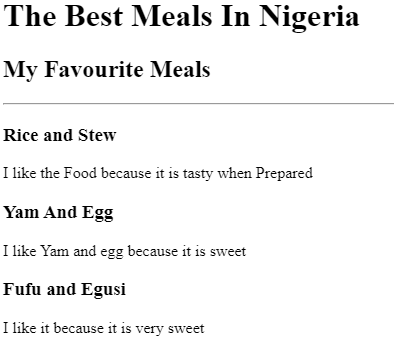 The Best Meals In Nigeria
My Favourite Meals
Rice and Stew
I like the Food because it is tasty when Prepared
Yam And Egg
I like Yam and egg because it is sweet
Fufu and Egusi
I like it because it is very sweet